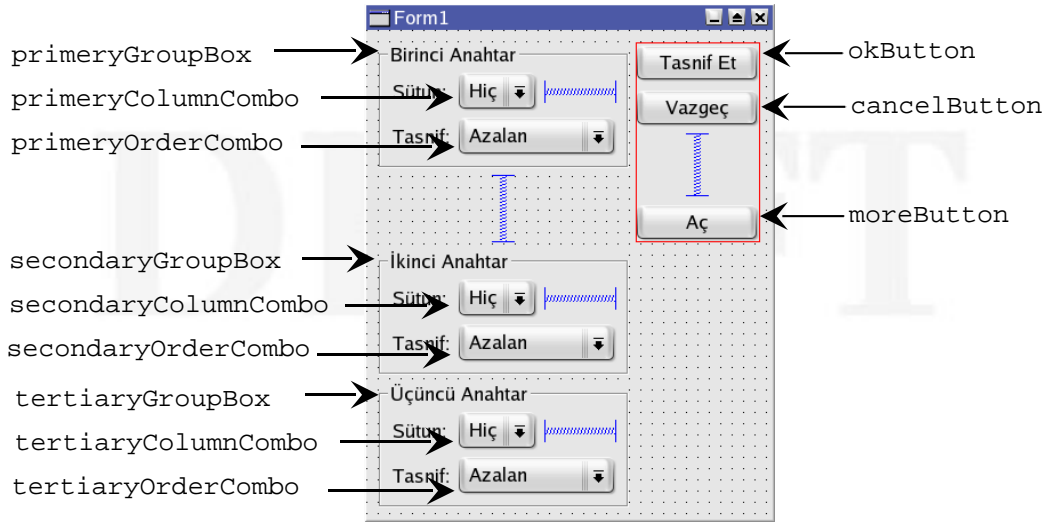 Form1
primeryGroupBox
Birinci Anahtar
Tasnif Et
okButton
primeryColumnCombo
Sütun:
Hiç
Vazgeç
cancelButton
primeryOrderCombo
Tasnif:
Azalan
Aç
moreButton
secondaryGroupBox
İkinci Anahtar
secondaryColumnCombo
Sütun:
Hiç
secondaryOrderCombo
Tasnif:
Azalan
tertiaryGroupBox
Üçüncü Anahtar
tertiaryColumnCombo
Sütun:
Hiç
tertiaryOrderCombo
Tasnif:
Azalan
DRAFT